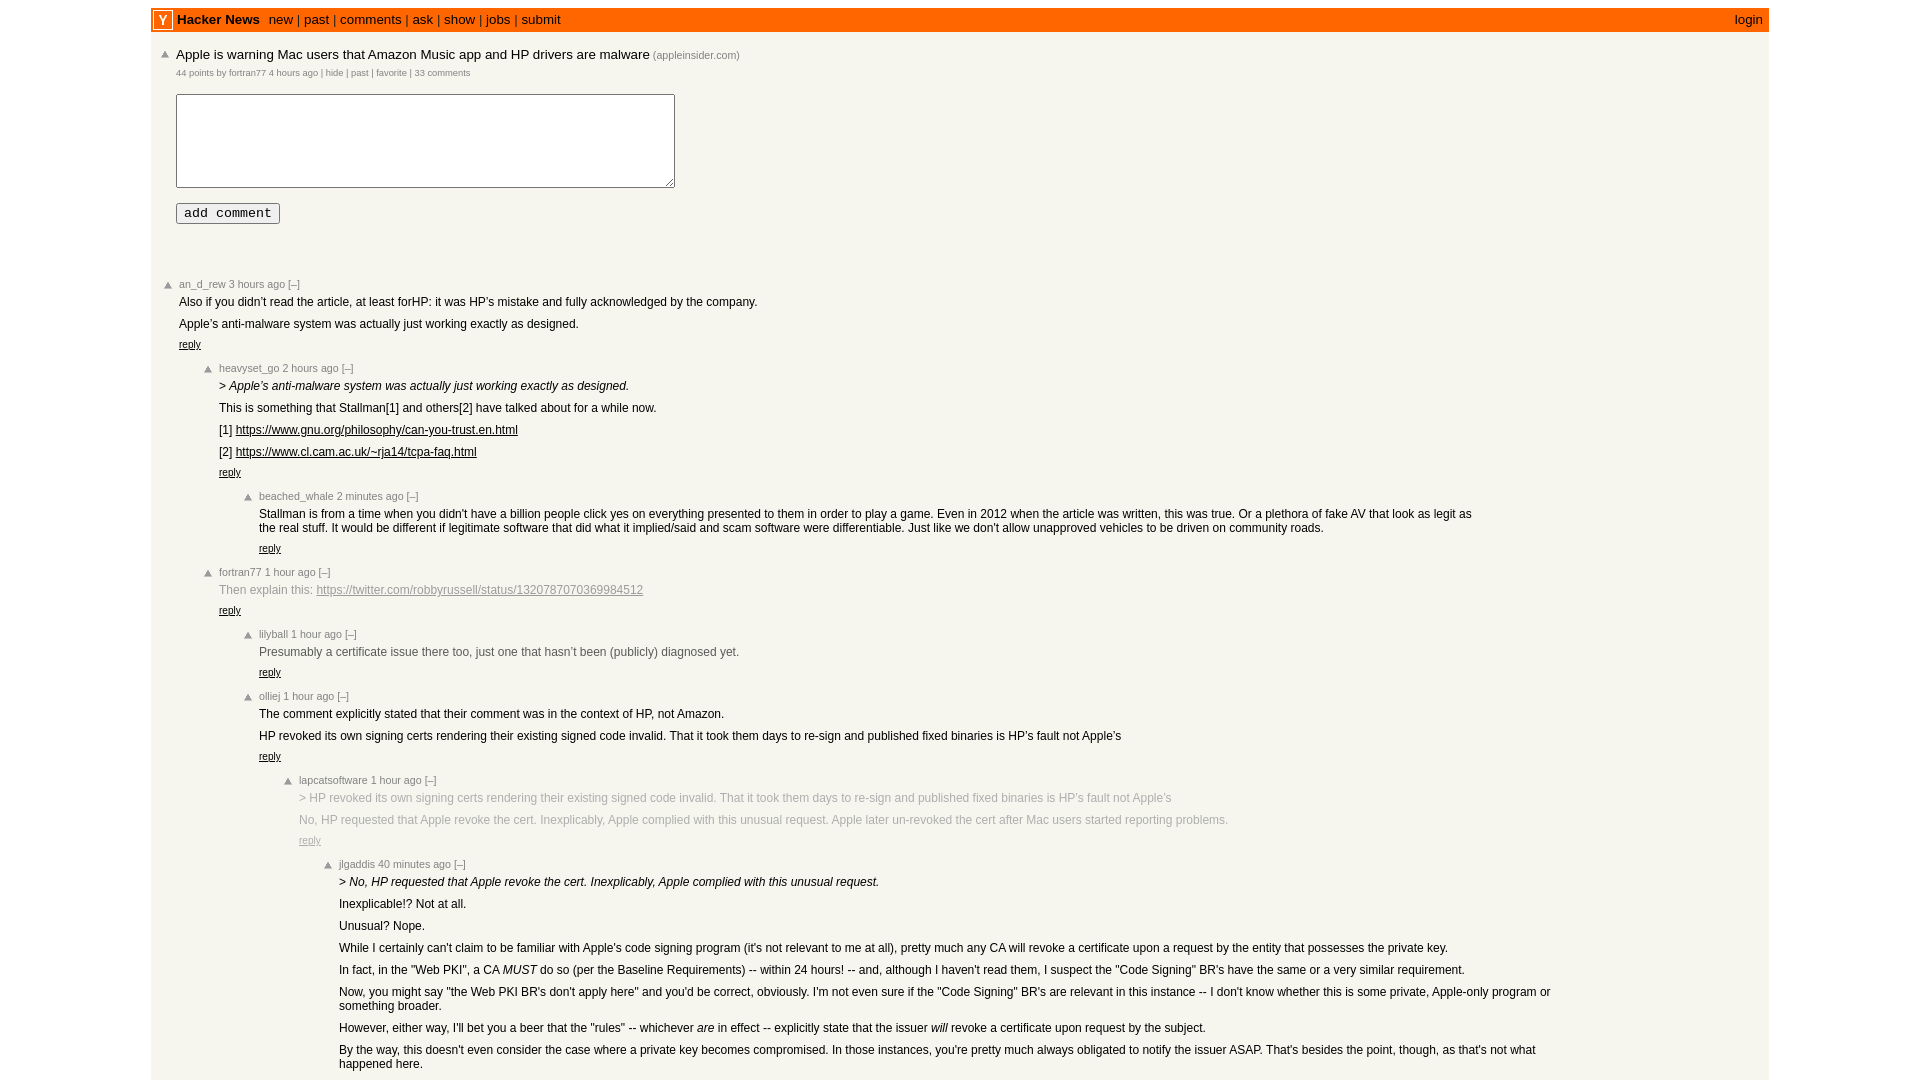 Y Hacker News new | past | comments | ask | show | jobs | submit login
Apple is warning Mac users that Amazon Music app and HP drivers are malware (appleinsider.com)
44 points by fortran77 4 hours ago | hide | past | favorite | 33 comments
add comment
an_d_rew 3 hours ago [–]
Also if you didn’t read the article, at least forHP: it was HP’s mistake and fully acknowledged by the company.
Apple’s anti-malware system was actually just working exactly as designed.
reply
heavyset_go 2 hours ago [–]
> Apple’s anti-malware system was actually just working exactly as designed.
This is something that Stallman[1] and others[2] have talked about for a while now.
[1] https://www.gnu.org/philosophy/can-you-trust.en.html
[2] https://www.cl.cam.ac.uk/~rja14/tcpa-faq.html
reply
beached_whale 2 minutes ago [–]
Stallman is from a time when you didn't have a billion people click yes on everything presented to them in order to play a game. Even in 2012 when the article was written, this was true. Or a plethora of fake AV that look as legit as
the real stuff. It would be different if legitimate software that did what it implied/said and scam software were differentiable. Just like we don't allow unapproved vehicles to be driven on community roads.
reply
fortran77 1 hour ago [–]
Then explain this: https://twitter.com/robbyrussell/status/1320787070369984512
reply
lilyball 1 hour ago [–]
Presumably a certificate issue there too, just one that hasn’t been (publicly) diagnosed yet.
reply
olliej 1 hour ago [–]
The comment explicitly stated that their comment was in the context of HP, not Amazon.
HP revoked its own signing certs rendering their existing signed code invalid. That it took them days to re-sign and published fixed binaries is HP’s fault not Apple’s
reply
lapcatsoftware 1 hour ago [–]
> HP revoked its own signing certs rendering their existing signed code invalid. That it took them days to re-sign and published fixed binaries is HP’s fault not Apple’s
No, HP requested that Apple revoke the cert. Inexplicably, Apple complied with this unusual request. Apple later un-revoked the cert after Mac users started reporting problems.
reply
jlgaddis 40 minutes ago [–]
> No, HP requested that Apple revoke the cert. Inexplicably, Apple complied with this unusual request.
Inexplicable!? Not at all.
Unusual? Nope.
While I certainly can't claim to be familiar with Apple's code signing program (it's not relevant to me at all), pretty much any CA will revoke a certificate upon a request by the entity that possesses the private key.
In fact, in the "Web PKI", a CA MUST do so (per the Baseline Requirements) -- within 24 hours! -- and, although I haven't read them, I suspect the "Code Signing" BR's have the same or a very similar requirement.
Now, you might say "the Web PKI BR's don't apply here" and you'd be correct, obviously. I'm not even sure if the "Code Signing" BR's are relevant in this instance -- I don't know whether this is some private, Apple-only program or
something broader.
However, either way, I'll bet you a beer that the "rules" -- whichever are in effect -- explicitly state that the issuer will revoke a certificate upon request by the subject.
By the way, this doesn't even consider the case where a private key becomes compromised. In those instances, you're pretty much always obligated to notify the issuer ASAP. That's besides the point, though, as that's not what
happened here.